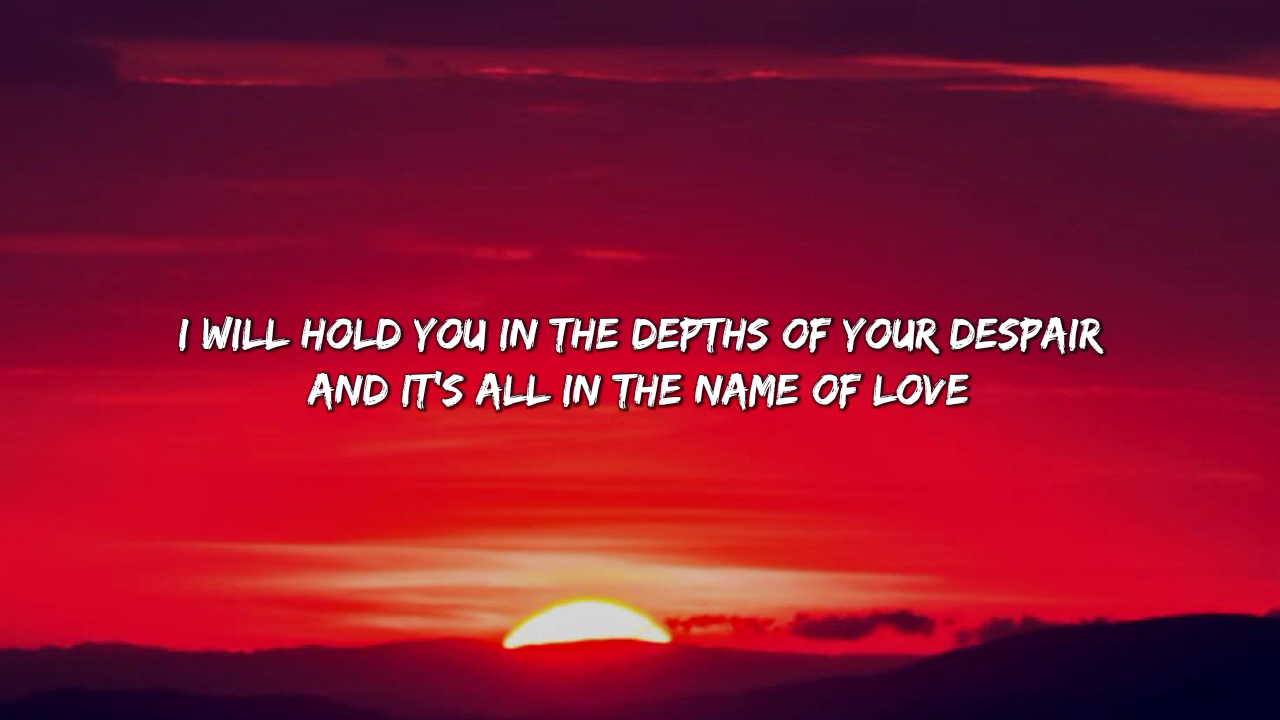 I WILL HOLD YOU IN THE DEPTHS OF YOUR DESPAIR
AND IT'S ALL IN THE NAME OF LOVE